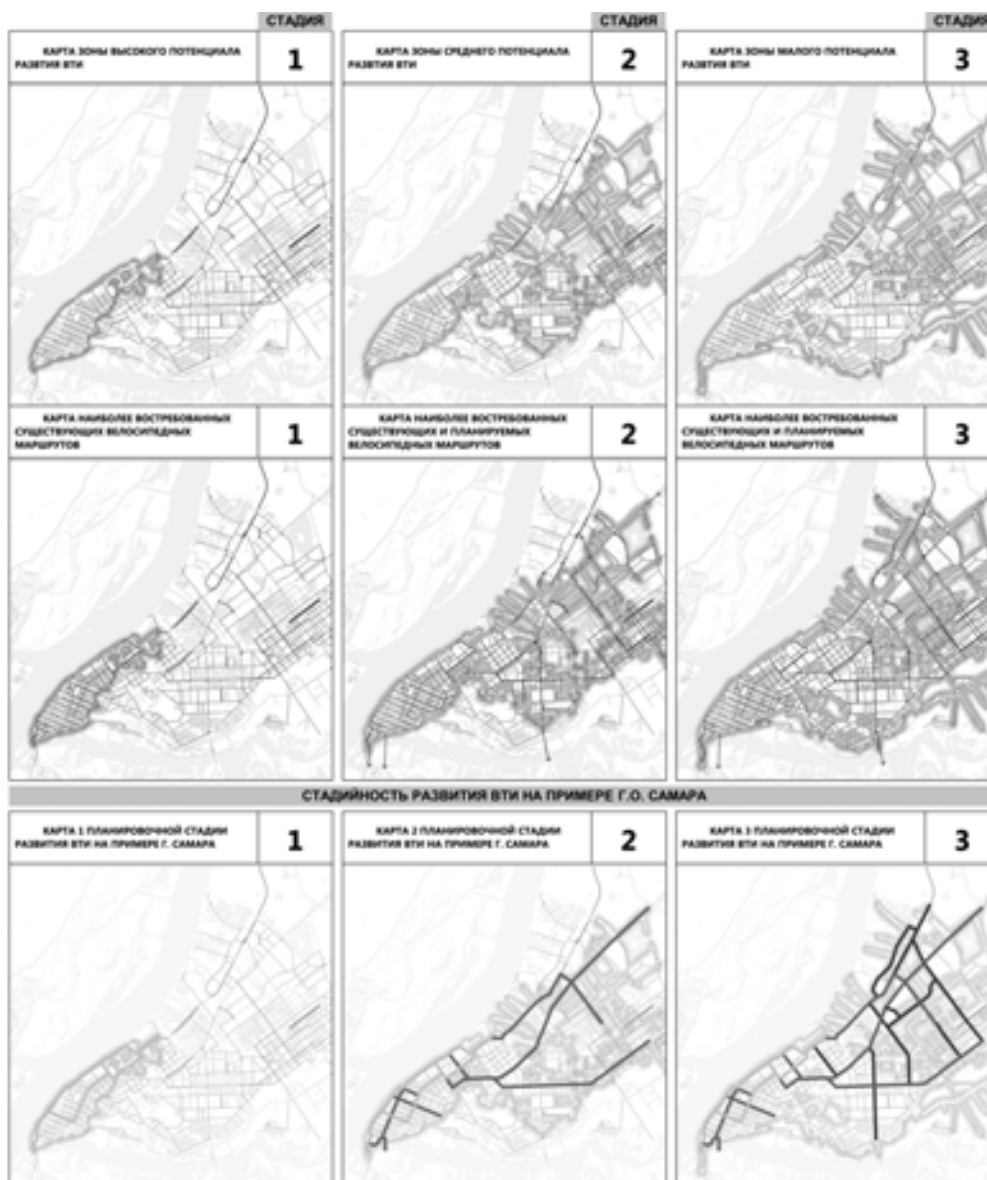 СТАДИЯ
СТАДИЯ
СТАДИЯ
КАРТА ЗОНЫ ВЫСОКОГО ПОТЕНЦИАЛА
РАЗВТИЯ ВТИ
1
КАРТА ЗОНЫ СРЕДНЕГО ПОТЕНЦИАЛА
РАЗВТИЯ ВТИ
2
КАРТА ЗОНЫ МАЛОГО ПОТЕНЦИАЛА
РАЗВТИЯ ВТИ
3
КАРТА НАИБОЛЕЕ ВОСТРЕБОВАННЫХ
СУЩЕСТВУЮЩИХ ВЕЛОСИПЕДНЫХ
МАРШРУТОВ
1
КАРТА НАИБОЛЕЕ ВОСТРЕБОВАННЫХ
СУЩЕСТВУЮЩИХ И ПЛАНИРУЕМЫХ
ВЕЛОСИПЕДНЫХ МАРШРУТОВ
2
КАРТА НАИБОЛЕЕ ВОСТРЕБОВАННЫХ
СУЩЕСТВУЮЩИХ И ПЛАНИРУЕМЫХ
ВЕЛОСИПЕДНЫХ МАРШРУТОВ
3
СТАДИЙНОСТЬ РАЗВИТИЯ ВТИ НА ПРИМЕРЕ Г.О. САМАРА
КАРТА 1 ПЛАНИРОВОЧНОЙ СТАДИИ
РАЗВИТИЯ ВТИ НА ПРИМЕРЕ Г. САМАРА
1
КАРТА 2 ПЛАНИРОВОЧНОЙ СТАДИИ
РАЗВИТИЯ ВТИ НА ПРИМЕРЕ Г. САМАРА
2
КАРТА 3 ПЛАНИРОВОЧНОЙ СТАДИИ
РАЗВИТИЯ ВТИ НА ПРИМЕРЕ Г. САМАРА
3